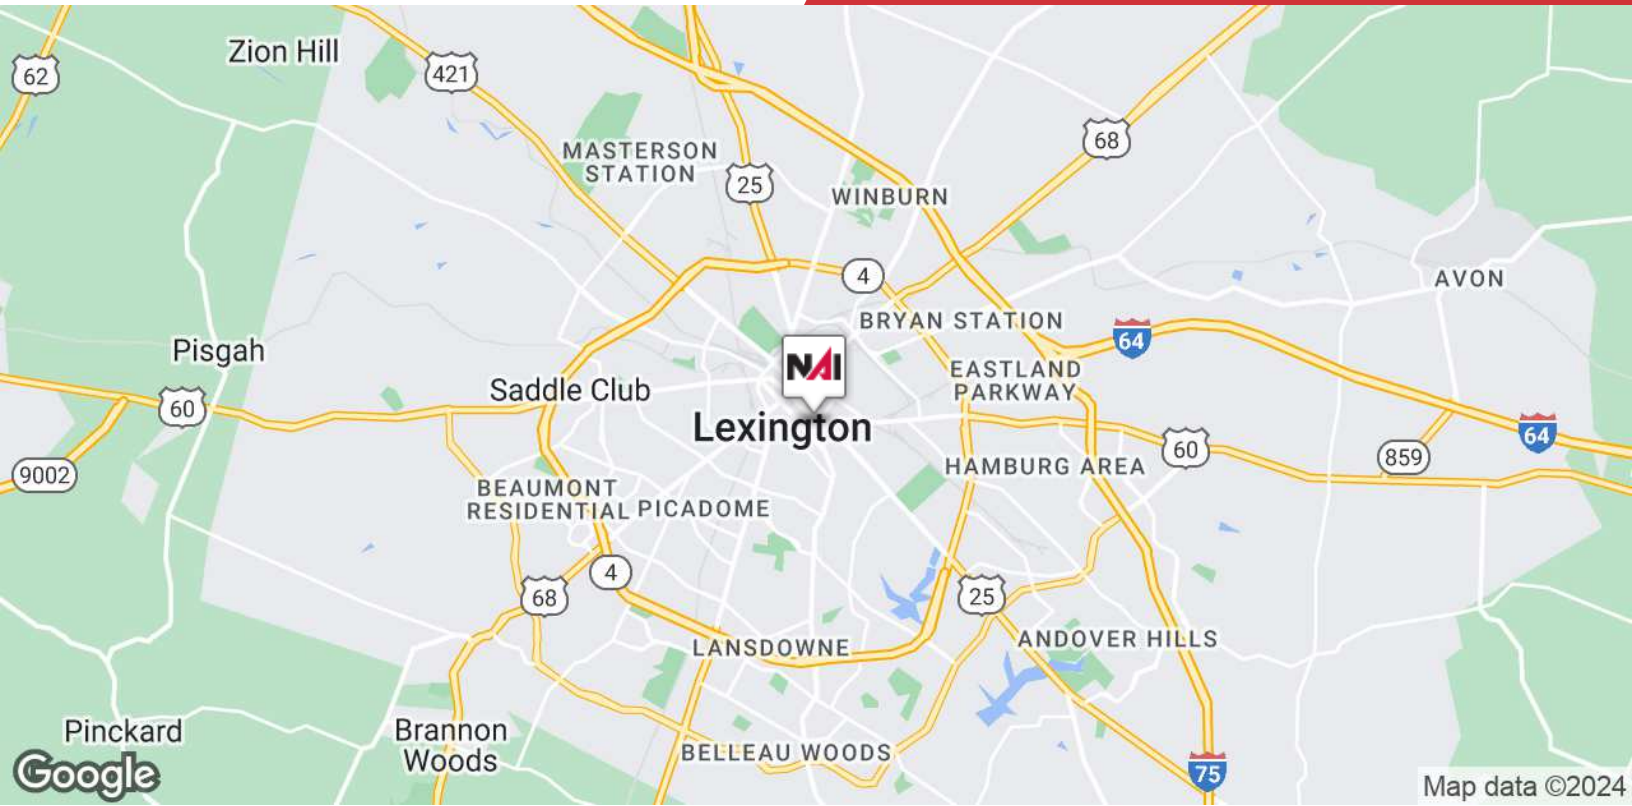 Zion Hill
62
421
68
MASTERSON
STATION
25
WINBURN
4
AVON
BRYAN STATION
64
Pisgah
NAI
EASTLAND
PARKWAY
Saddle Club
60
Lexington
64
60
859
HAMBURG AREA
9002
BEAUMONT
RESIDENTIAL
PICADOME
4
68
25
LANSDOWNE
ANDOVER HILLS
Pinckard
Brannon
Woods
BELLEAU WOODS
75
Google
Map data ©2024